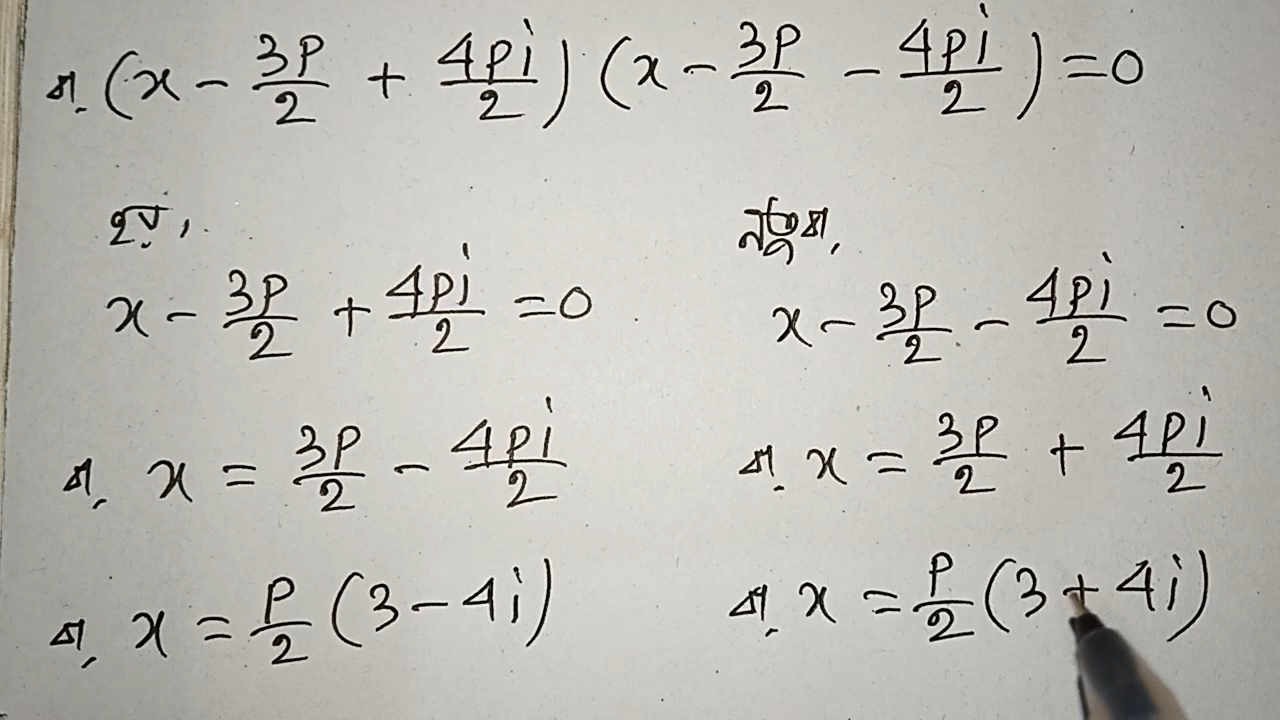 বা, (x - 3p/2 + 4pi/2) (x - 3p/2 - 4pi/2) = 0
হয়, নতুবা,
x - 3p/2 + 4pi/2 = 0 x - 3p/2 - 4pi/2 = 0
বা, x = 3p/2 - 4pi/2 বা, x = 3p/2 + 4pi/2
বা, x = p/2 (3 - 4i) বা, x = p/2 (3 + 4i)